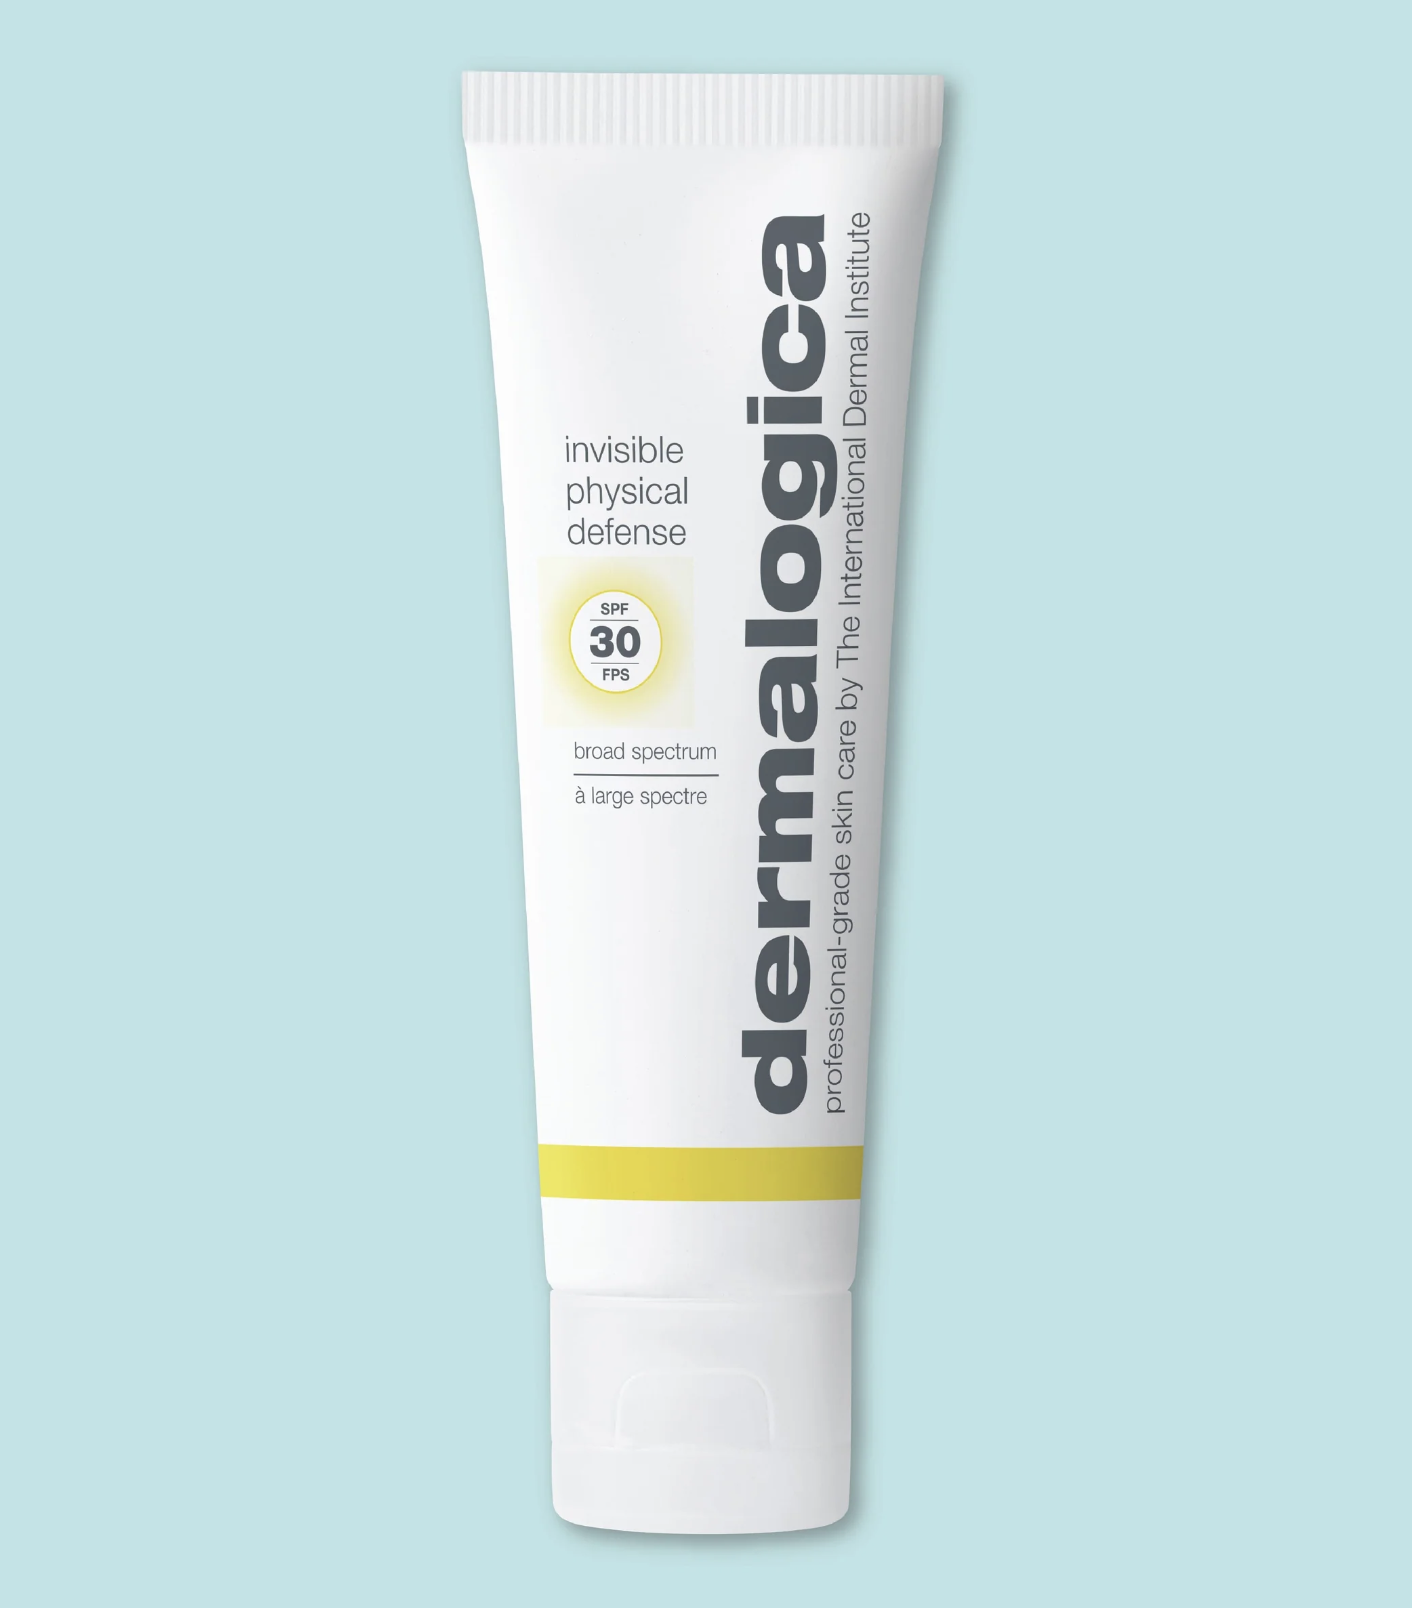 invisible
physical
defense
SPF
30
FPS
broad spectrum
à large spectre
dermalogica
professional-grade skin care by The International Dermal Institute